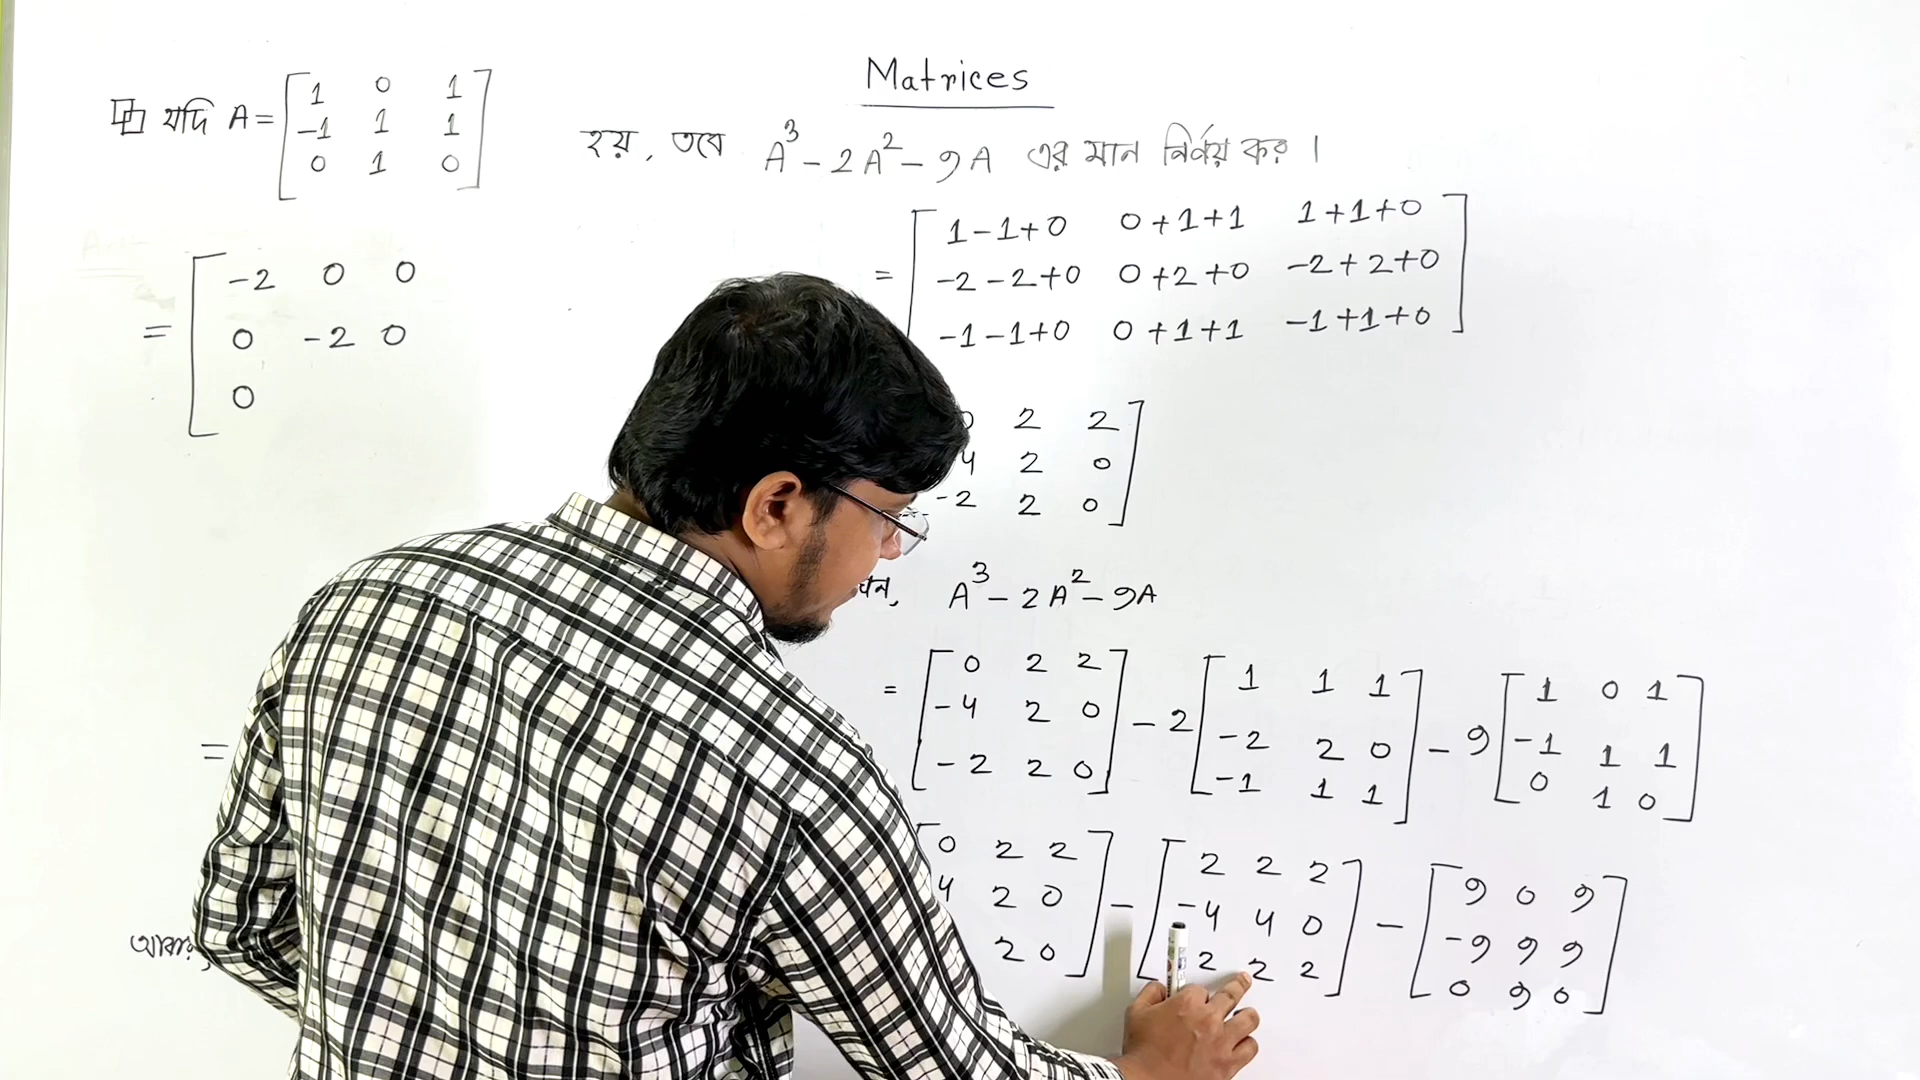 Matrices
যদি A = [ 1 0 1
-1 1 1
0 1 0 ]
হয়, তবে A³ - 2A² - 9A এর মান নির্ণয় কর।
= [ 1-1+0 0+1+1 1+1+0
-2-2+0 0+2+0 -2+2+0
-1-1+0 0+1+1 -1+1+0 ]
= [ -2 0 0
0 -2 0
0
2 2
4 2 0
-2 2 0 ]
A³ - 2A² - 9A
= [ 0 2 2
-4 2 0
-2 2 0 ] - 2 [ 1 1 1
-2 2 0
-1 1 1 ] - 9 [ 1 0 1
-1 1 1
0 1 0 ]
=
[ 0 2 2
4 2 0
2 0 ] - [ 2 2 2
-4 4 0
2 2 2 ] - [ 9 0 9
-9 9 9
0 9 0 ]
আবার,